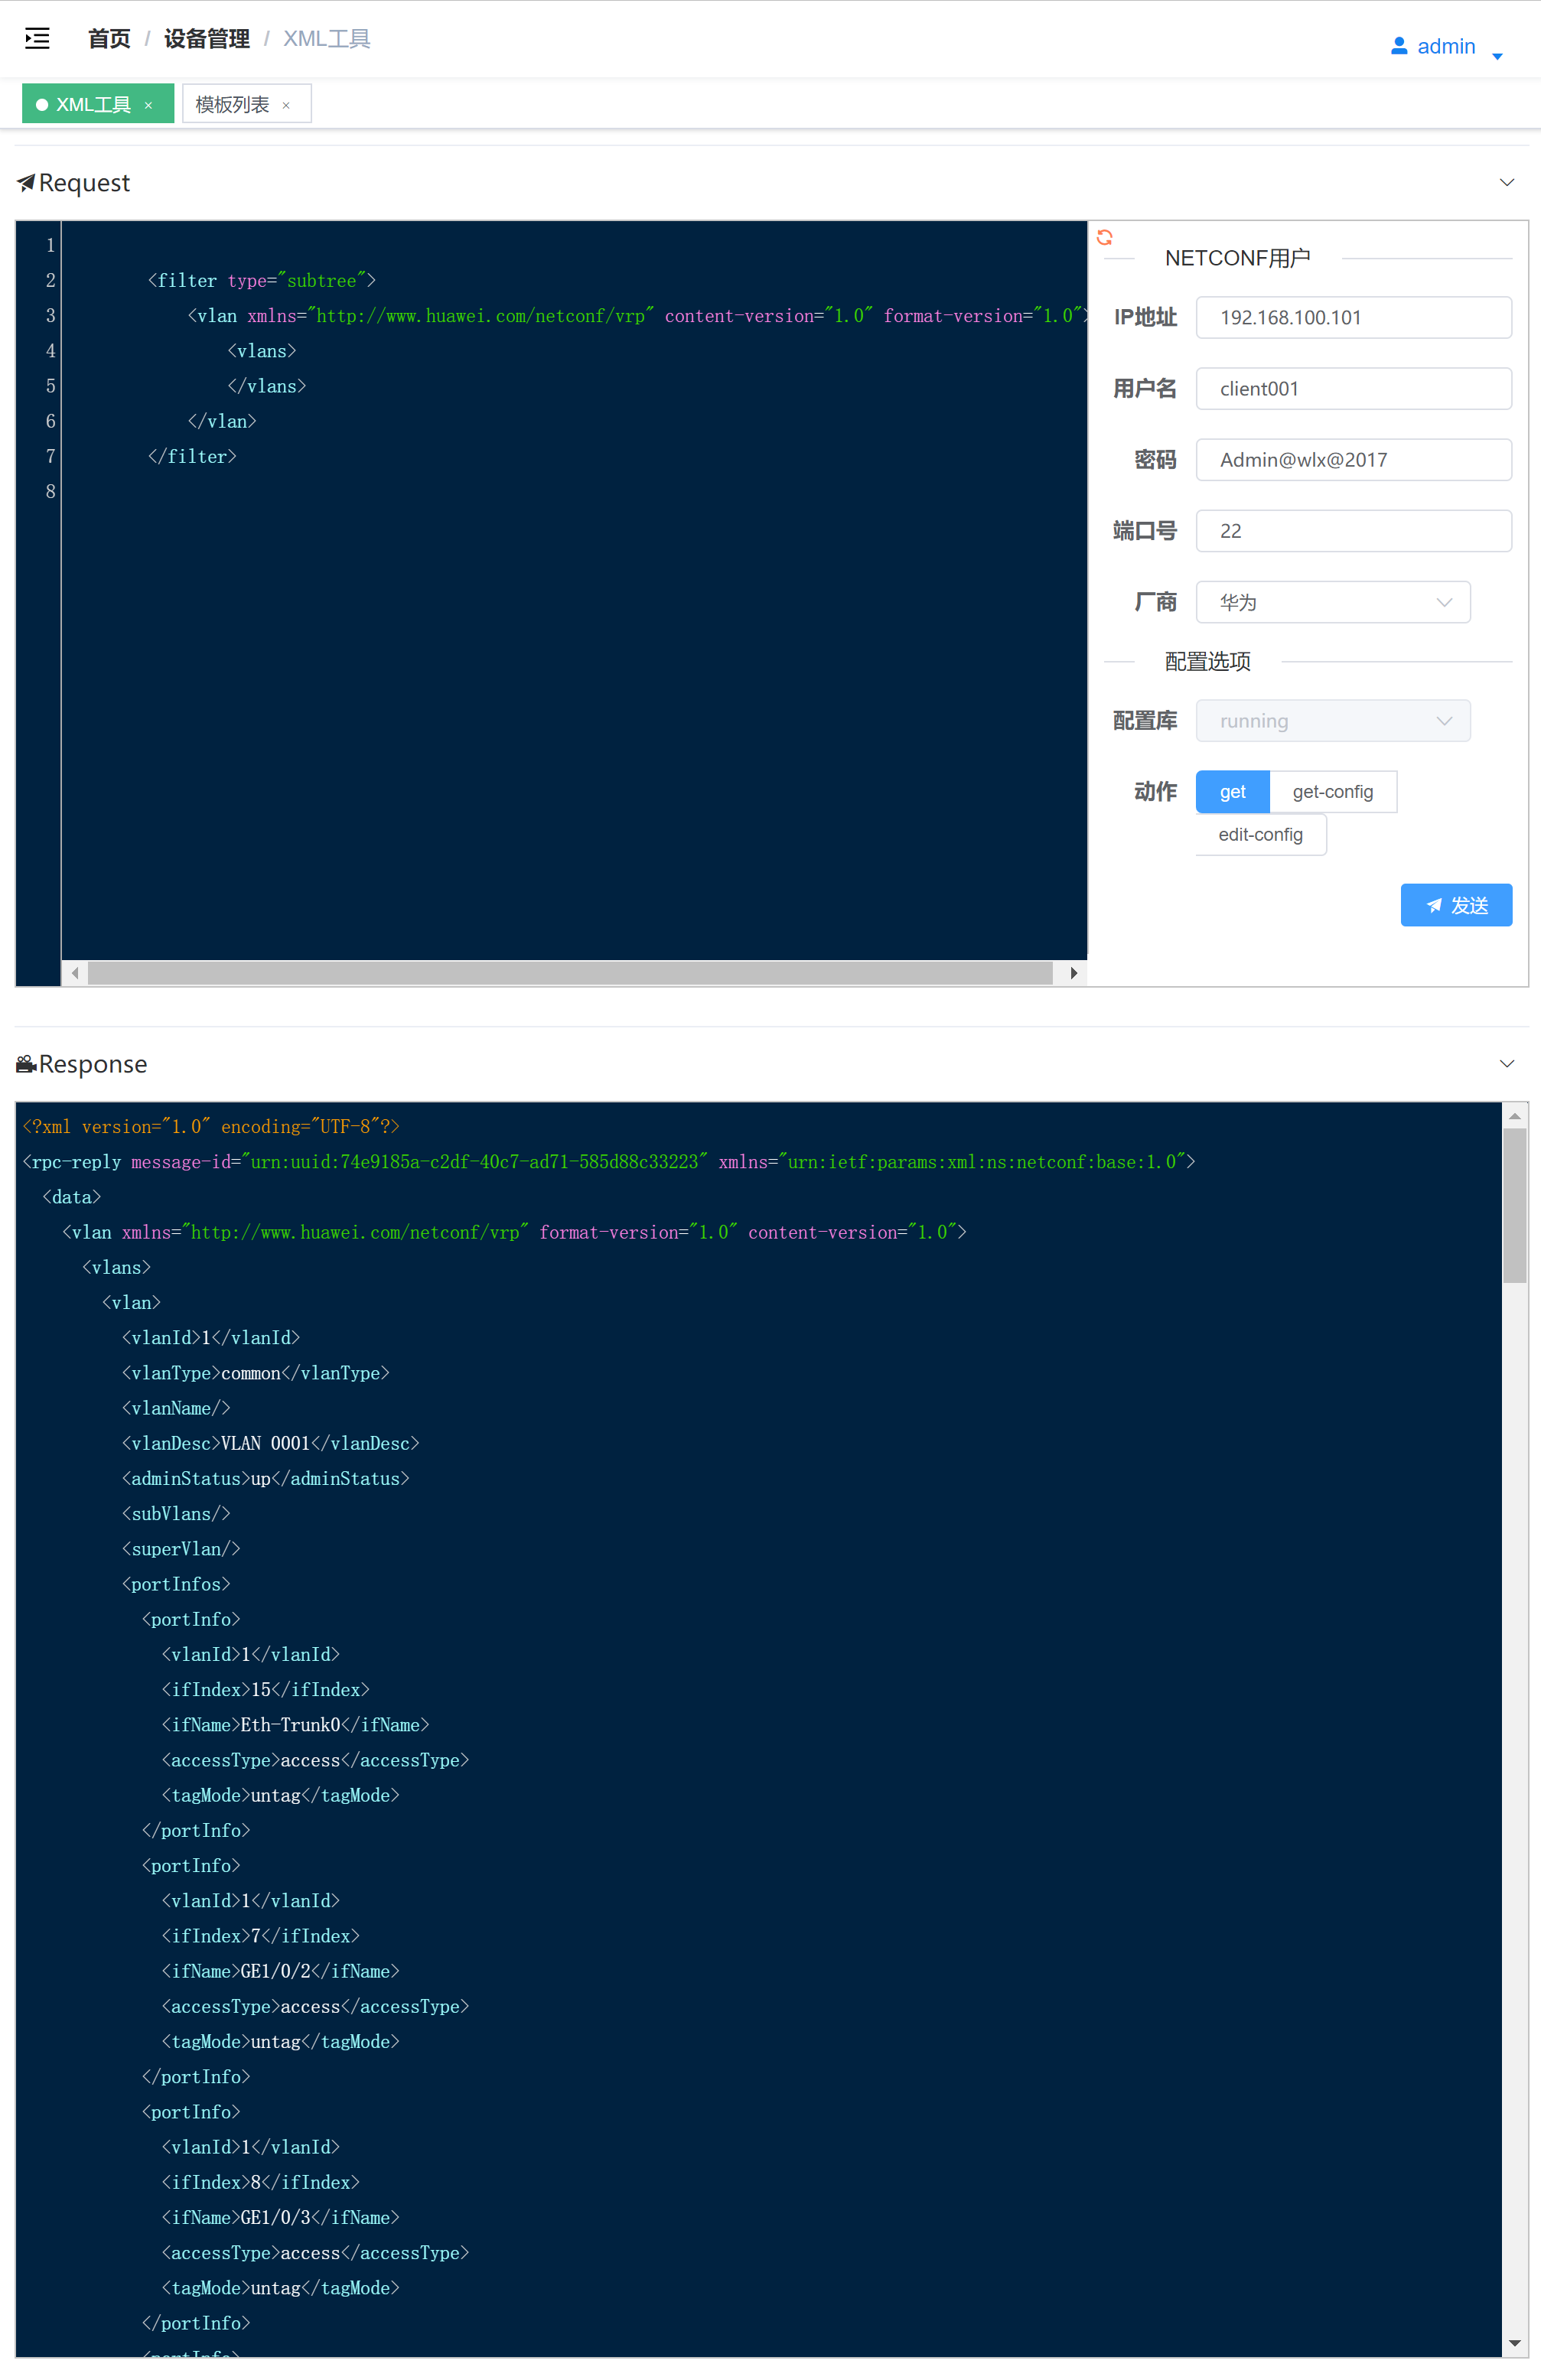 首页 / 设备管理 / XML工具
admin
XML工具 ×
模板列表 ×
Request
1
2 <filter type="subtree">
3 <vlan xmlns="http://www.huawei.com/netconf/vrp" content-version="1.0" format-version="1.0">
4 <vlans>
5 </vlans>
6 </vlan>
7 </filter>
8
NETCONF用户
IP地址 192.168.100.101
用户名 client001
密码 Admin@wlx@2017
端口号 22
厂商 华为
配置选项
配置库 running
动作 get get-config
edit-config
发送
Response
<?xml version="1.0" encoding="UTF-8"?>
<rpc-reply message-id="urn:uuid:74e9185a-c2df-40c7-ad71-585d88c33223" xmlns="urn:ietf:params:xml:ns:netconf:base:1.0">
<data>
<vlan xmlns="http://www.huawei.com/netconf/vrp" format-version="1.0" content-version="1.0">
<vlans>
<vlan>
<vlanId>1</vlanId>
<vlanType>common</vlanType>
<vlanName/>
<vlanDesc>VLAN 0001</vlanDesc>
<adminStatus>up</adminStatus>
<subVlans/>
<superVlan/>
<portInfos>
<portInfo>
<vlanId>1</vlanId>
<ifIndex>15</ifIndex>
<ifName>Eth-Trunk0</ifName>
<accessType>access</accessType>
<tagMode>untag</tagMode>
</portInfo>
<portInfo>
<vlanId>1</vlanId>
<ifIndex>7</ifIndex>
<ifName>GE1/0/2</ifName>
<accessType>access</accessType>
<tagMode>untag</tagMode>
</portInfo>
<portInfo>
<vlanId>1</vlanId>
<ifIndex>8</ifIndex>
<ifName>GE1/0/3</ifName>
<accessType>access</accessType>
<tagMode>untag</tagMode>
</portInfo>
<portInfo>